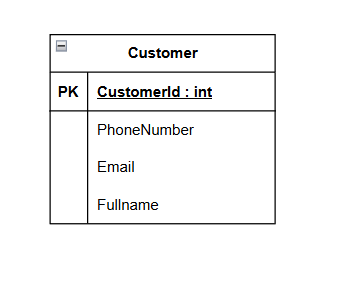 Customer
PK CustomerId : int
PhoneNumber
Email
Fullname